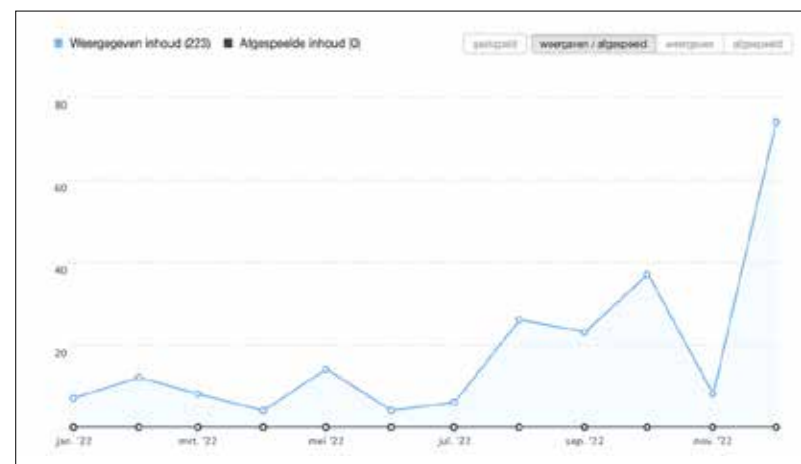 Weergegeven inhoud (223) Afgespeelde inhoud (0)
weergaven / afgespeeld weergaven afgespeeld
80
60
40
20
jan. '22 mrt. '22 mei '22 jul. '22 sep. '22 nov. '22